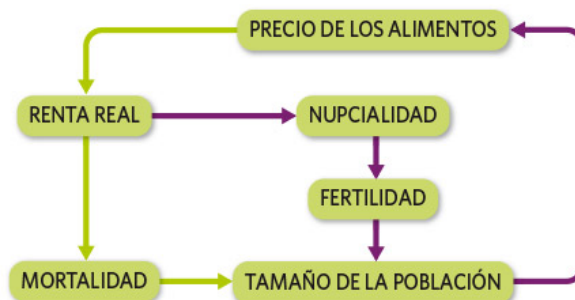 PRECIO DE LOS ALIMENTOS
RENTA REAL
NUPCIALIDAD
FERTILIDAD
MORTALIDAD
TAMAÑO DE LA POBLACIÓN